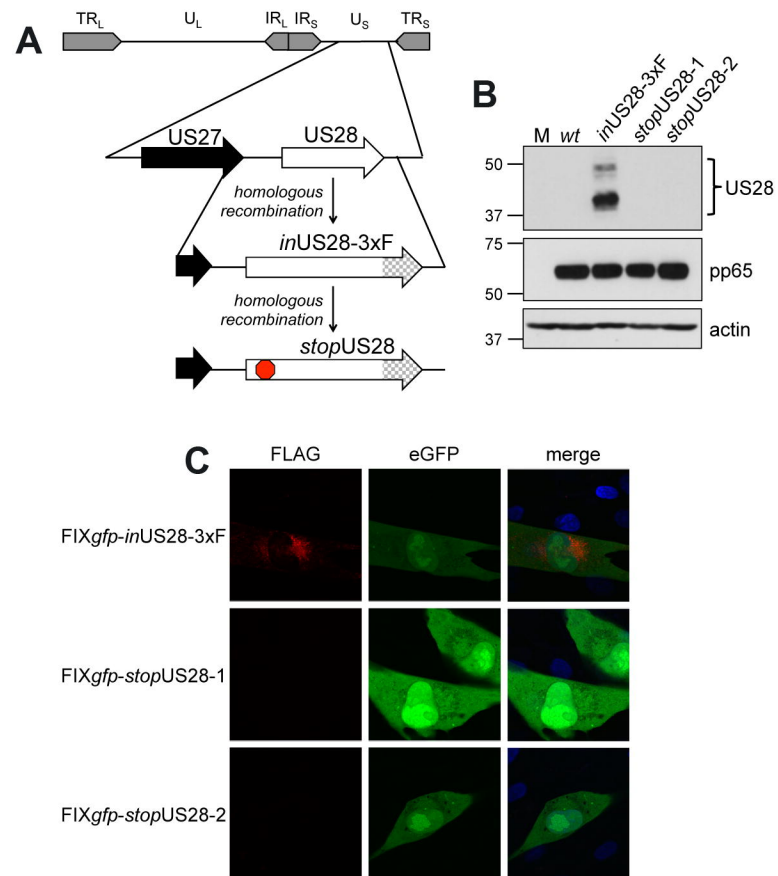 A
TRL UL IRL IRS US TRS
US27 US28
homologous
recombination
inUS28-3xF
homologous
recombination
stopUS28
B
M wt inUS28-3xF stopUS28-1 stopUS28-2
50
37
US28
75
50
pp65
37
actin
C
FLAG eGFP merge
FIXgfp-inUS28-3xF
FIXgfp-stopUS28-1
FIXgfp-stopUS28-2